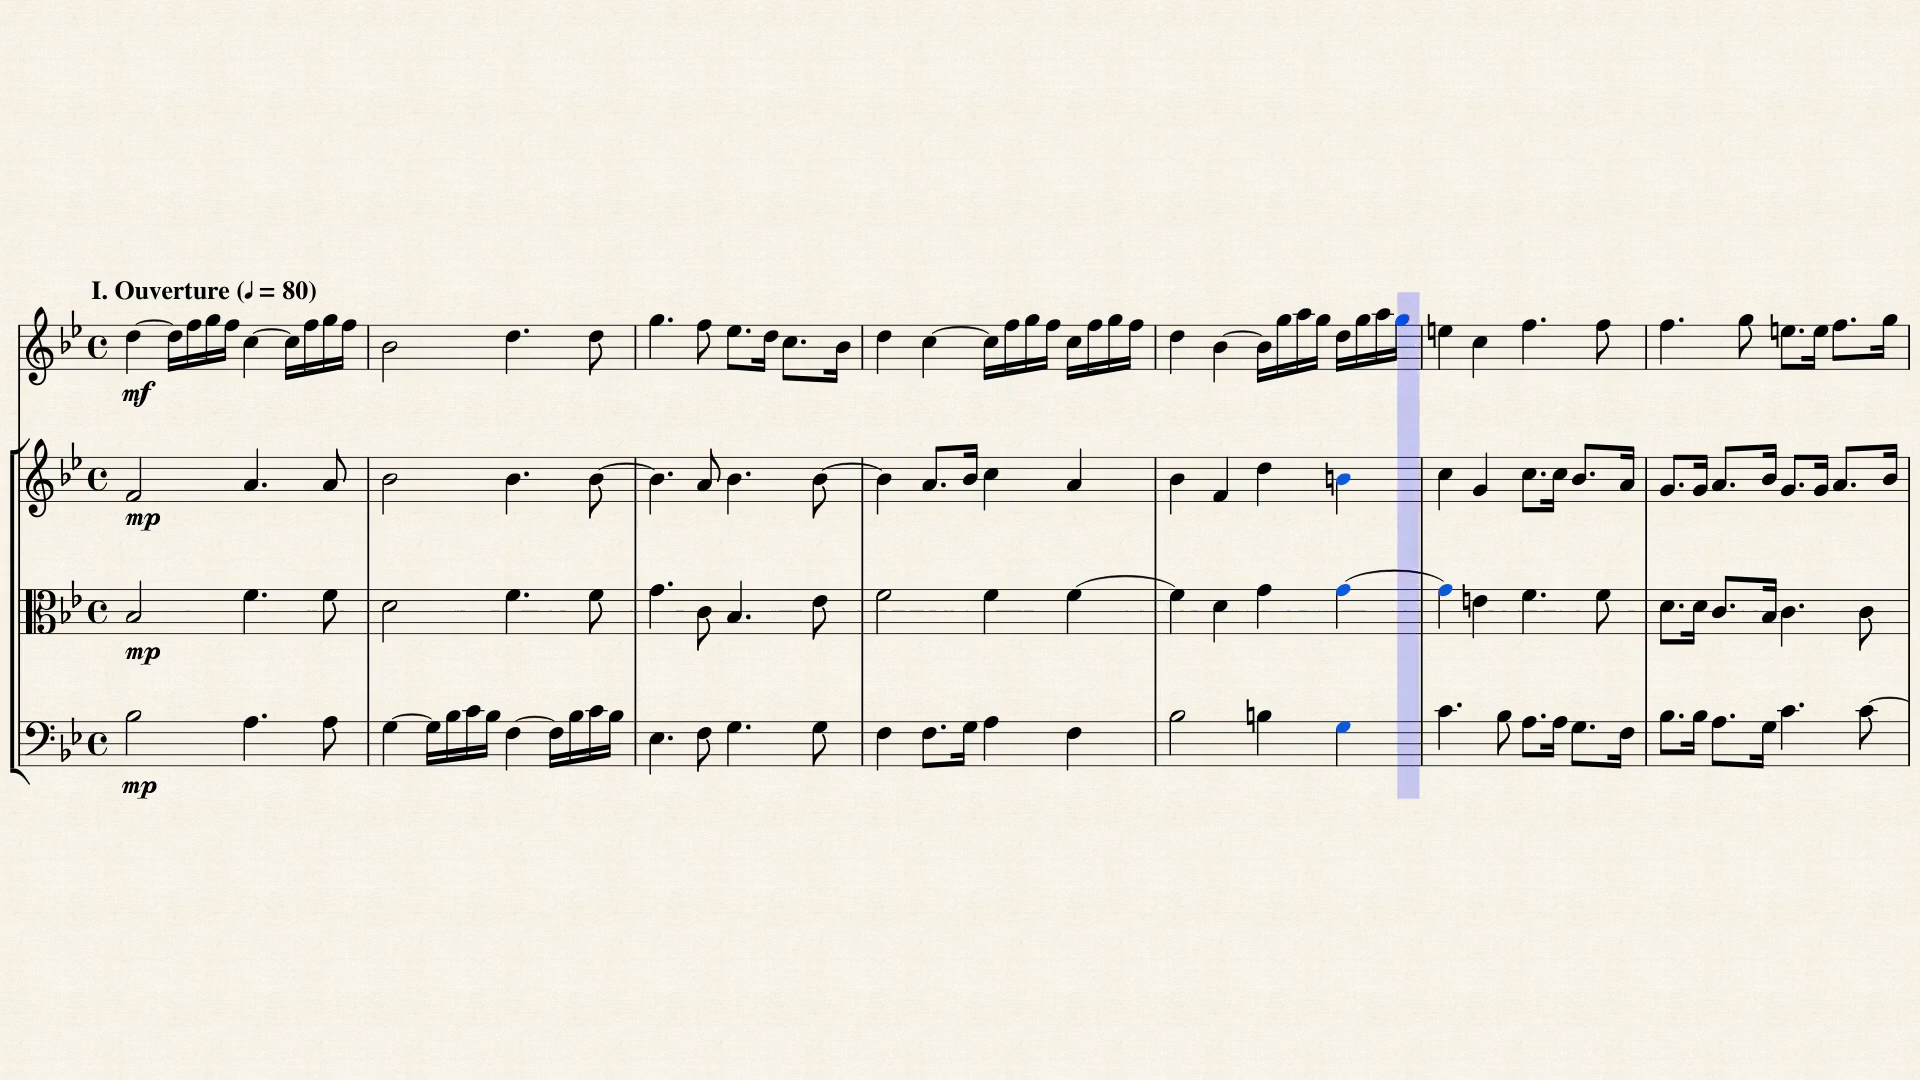 I. Ouverture (♩ = 80)
mf
mp
mp
mp